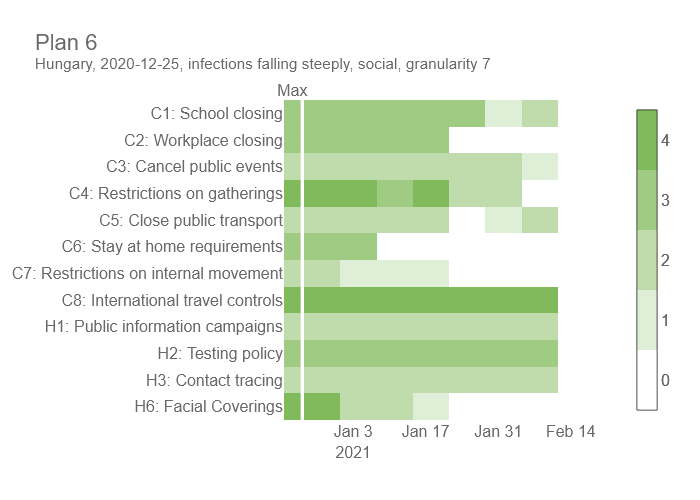 Plan 6
Hungary, 2020-12-25, infections falling steeply, social, granularity 7
Max
C1: School closing
C2: Workplace closing
C3: Cancel public events
C4: Restrictions on gatherings
C5: Close public transport
C6: Stay at home requirements
C7: Restrictions on internal movement
C8: International travel controls
H1: Public information campaigns
H2: Testing policy
H3: Contact tracing
H6: Facial Coverings
Jan 3 Jan 17 Jan 31 Feb 14
2021
4
3
2
1
0